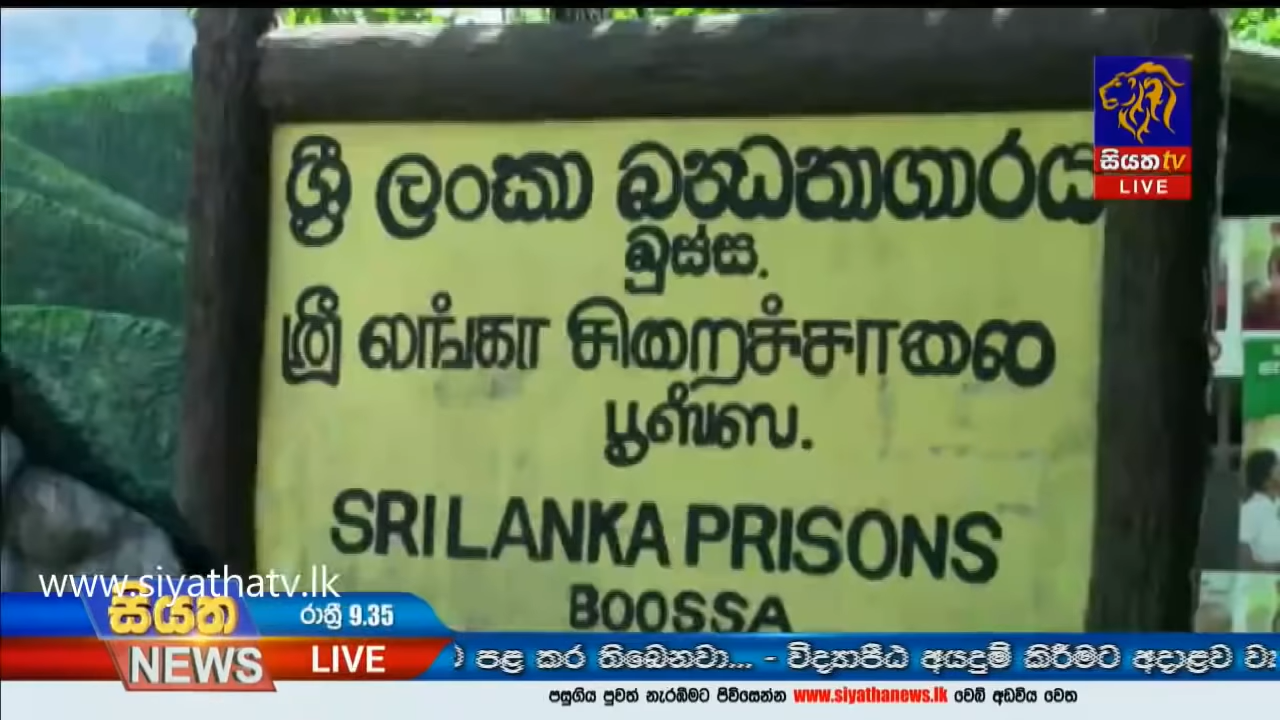 ශ්‍රී ලංකා බන්ධනාගාරය
බුස්ස.
ஸ்ரீ லங்கா சிறைச்சாலை
பூஸ்ஸ.
SRI LANKA PRISONS
BOOSSA
සියත tv
LIVE
www.siyathatv.lk
සියත රාත්‍රී 9.35
NEWS LIVE
පළ කර තිබෙනවා... - විද්‍යාපීඨ අයදුම් කිරීමට අදාළව
පසුගිය පුවත් නැරඹීමට පිවිසෙන්න www.siyathanews.lk වෙබ් අඩවිය වෙත